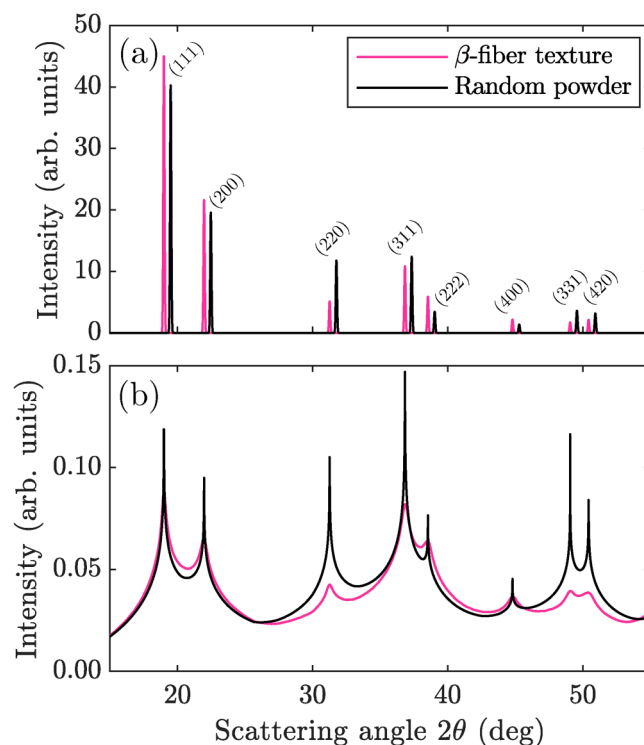 (a)
β-fiber texture
Random powder
(111)
(200)
(220)
(311)
(222)
(400)
(331)
(420)
Intensity (arb. units)
50
40
30
20
10
0
(b)
Intensity (arb. units)
0.15
0.10
0.05
0.00
20 30 40 50
Scattering angle 2θ (deg)